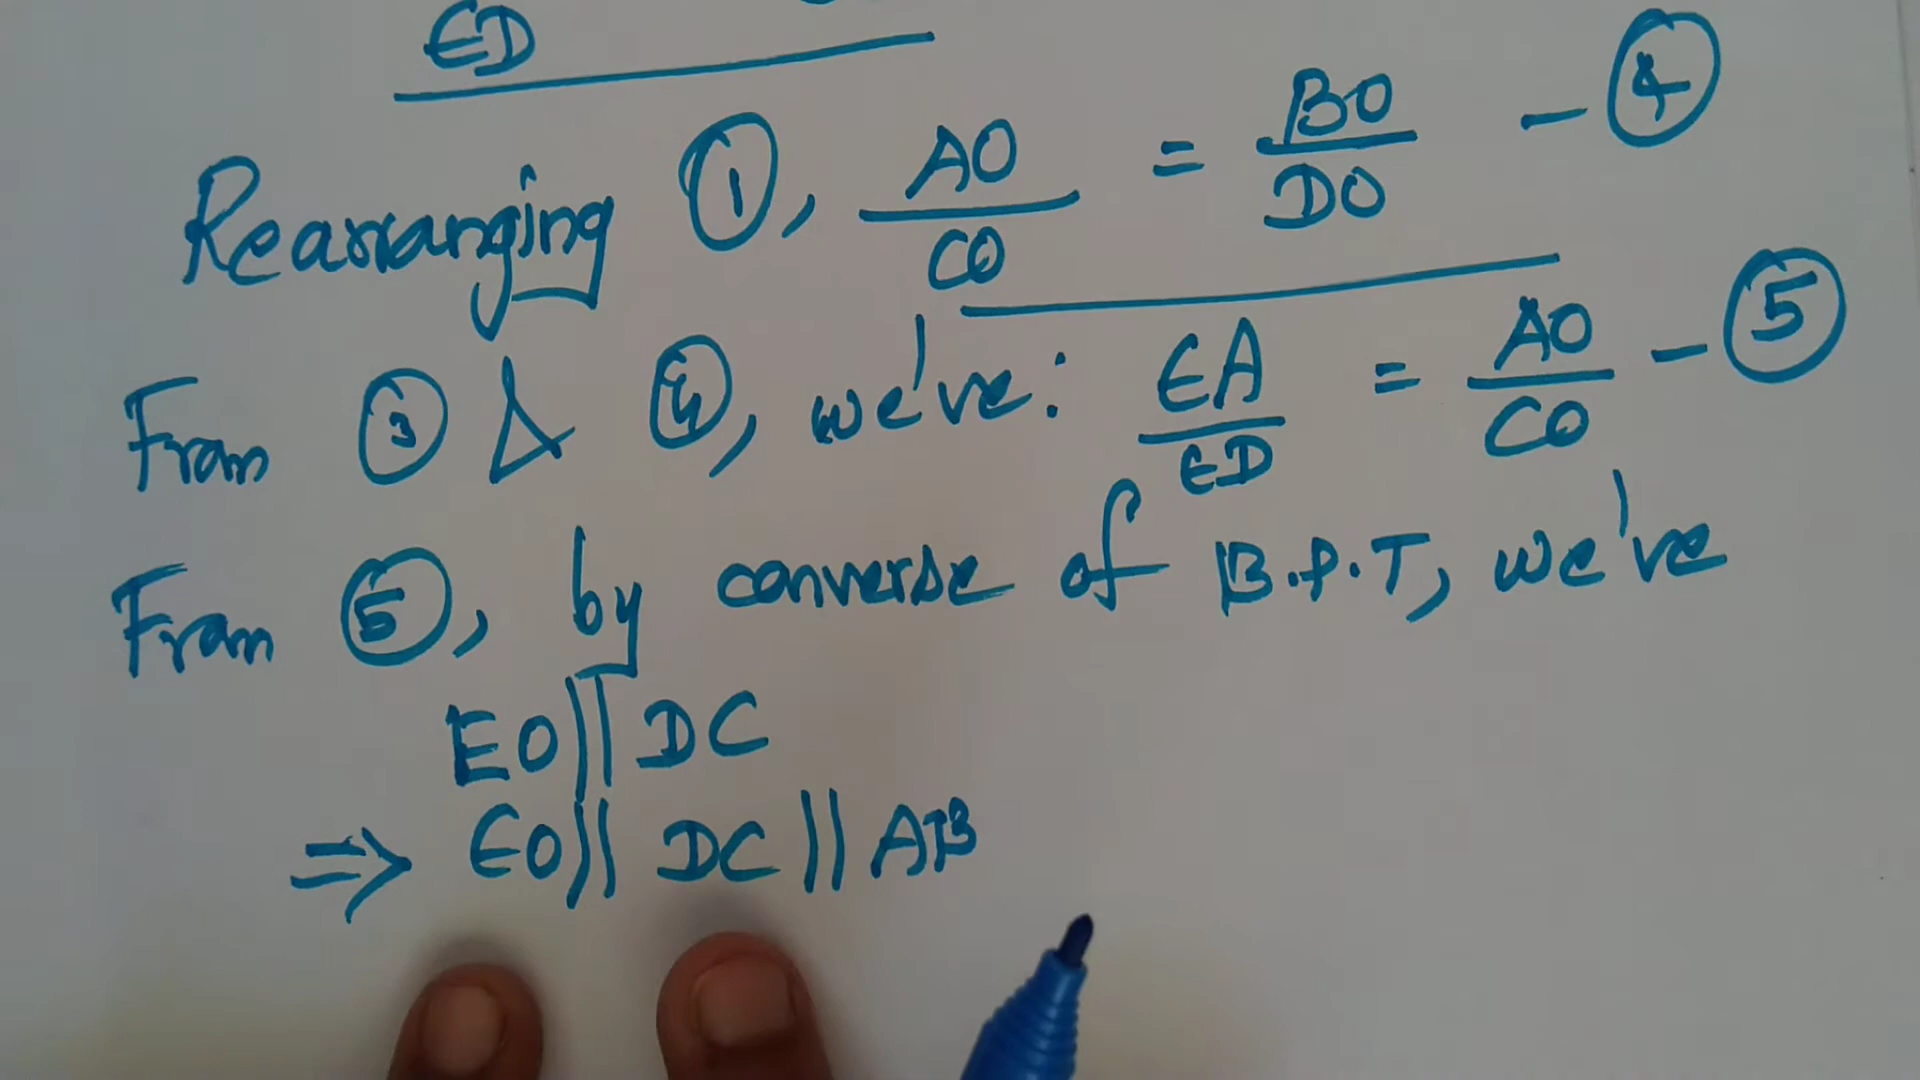 ED
Rearranging ①, AO/CO = BO/DO - ④
From ③ & ④, we've: EA/ED = AO/CO - ⑤
From ⑤, by converse of B.P.T, we've
EO || DC
⇒ EO || DC || AB